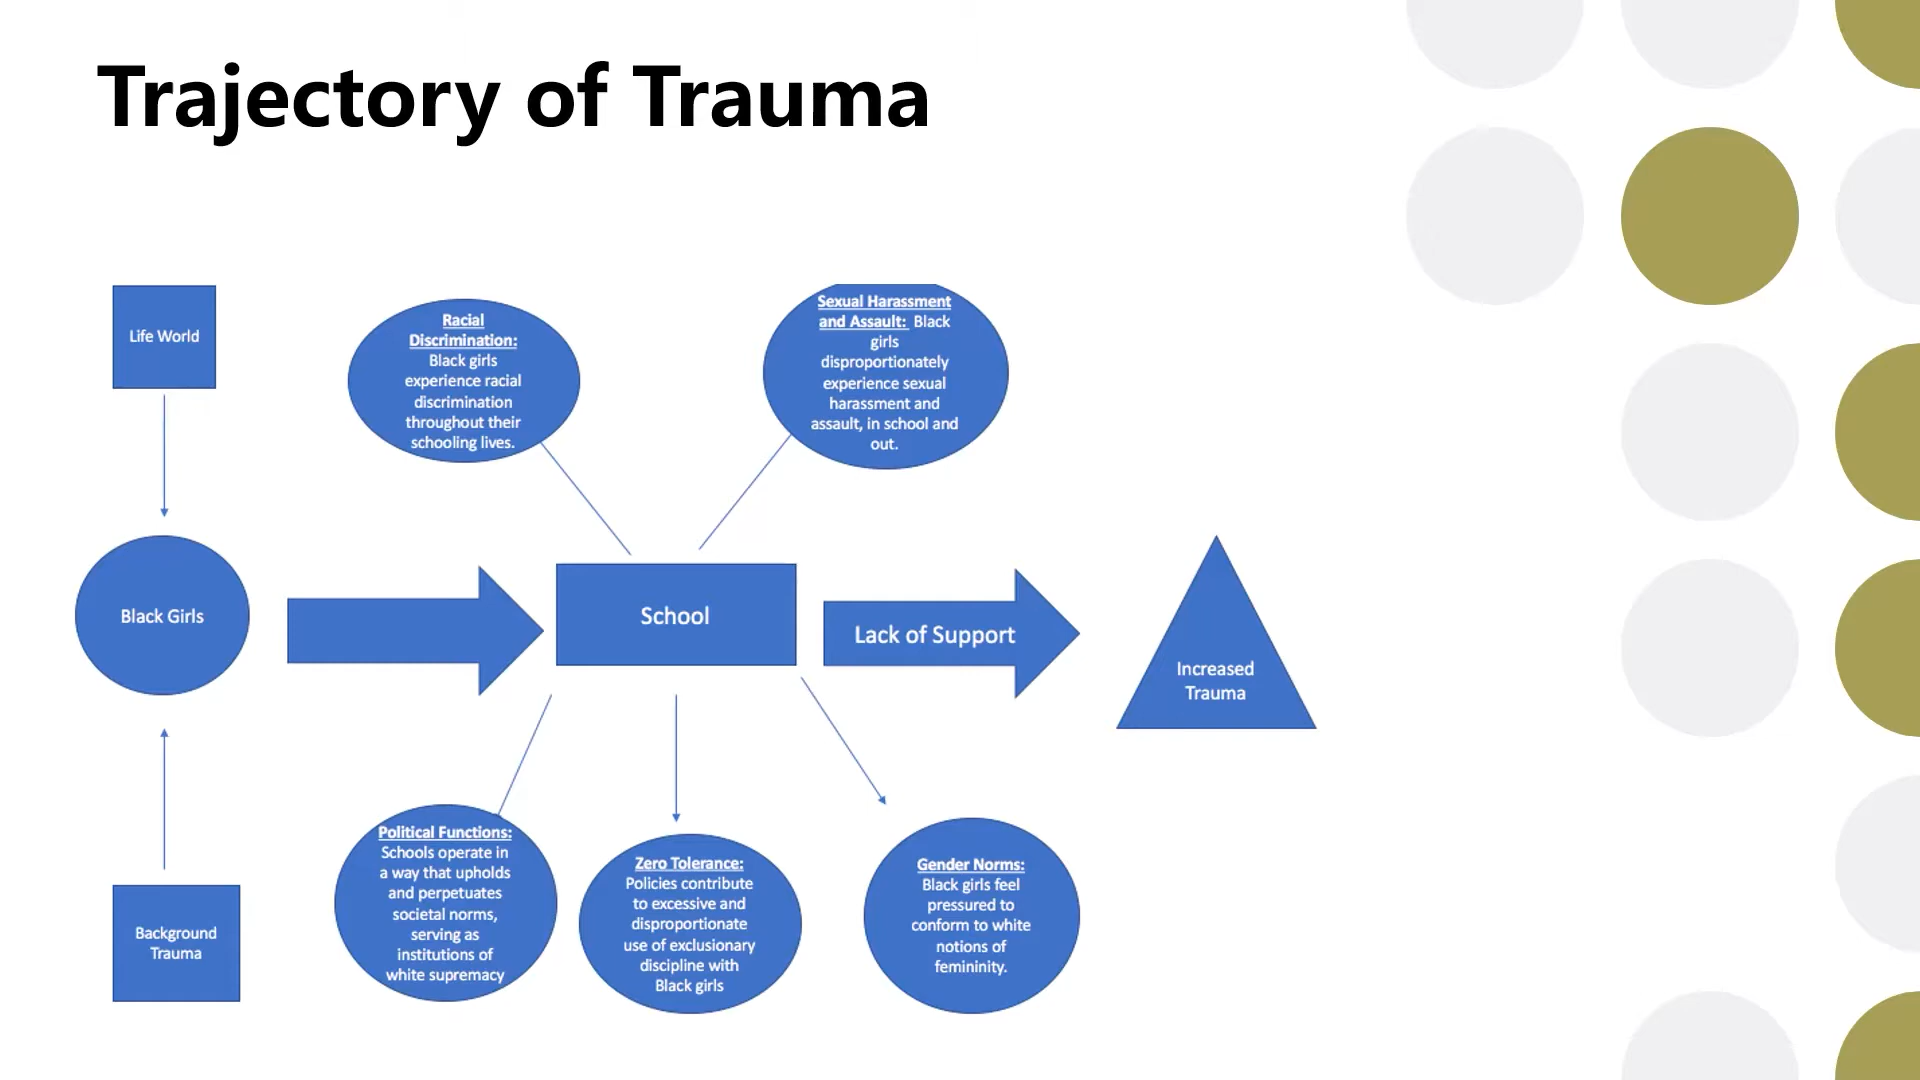 Trajectory of Trauma
Life World
Racial
Discrimination:
Black girls
experience racial
discrimination
throughout their
schooling lives.
Sexual Harassment
and Assault: Black
girls
disproportionately
experience sexual
harassment and
assault, in school and
out.
Black Girls
School
Lack of Support
Increased
Trauma
Background
Trauma
Political Functions:
Schools operate in
a way that upholds
and perpetuates
societal norms,
serving as
institutions of
white supremacy
Zero Tolerance:
Policies contribute
to excessive and
disproportionate
use of exclusionary
discipline with
Black girls
Gender Norms:
Black girls feel
pressured to
conform to white
notions of
femininity.